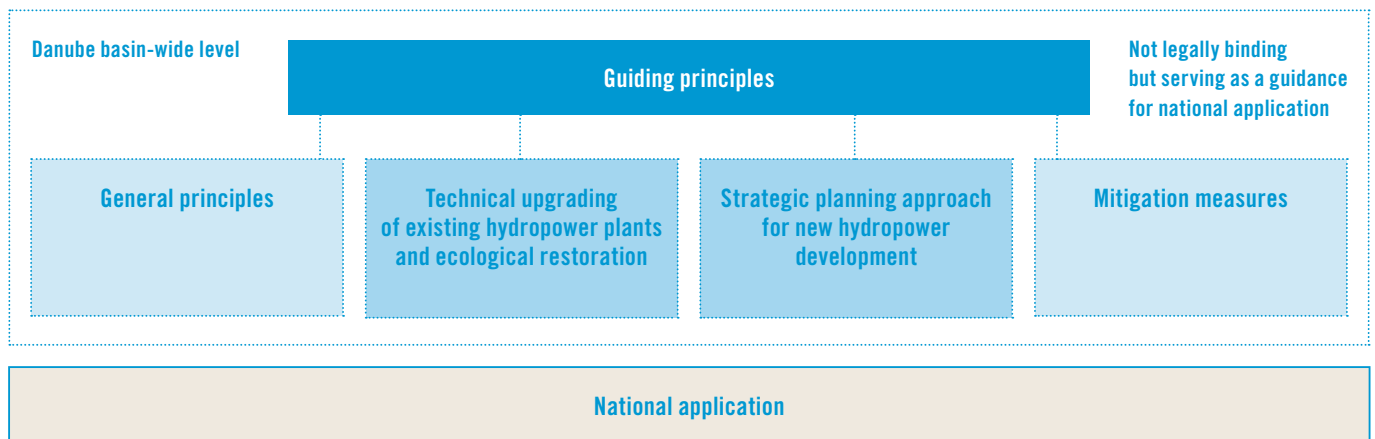 Danube basin-wide level
Guiding principles
Not legally binding
but serving as a guidance
for national application
General principles
Technical upgrading
of existing hydropower plants
and ecological restoration
Strategic planning approach
for new hydropower
development
Mitigation measures
National application